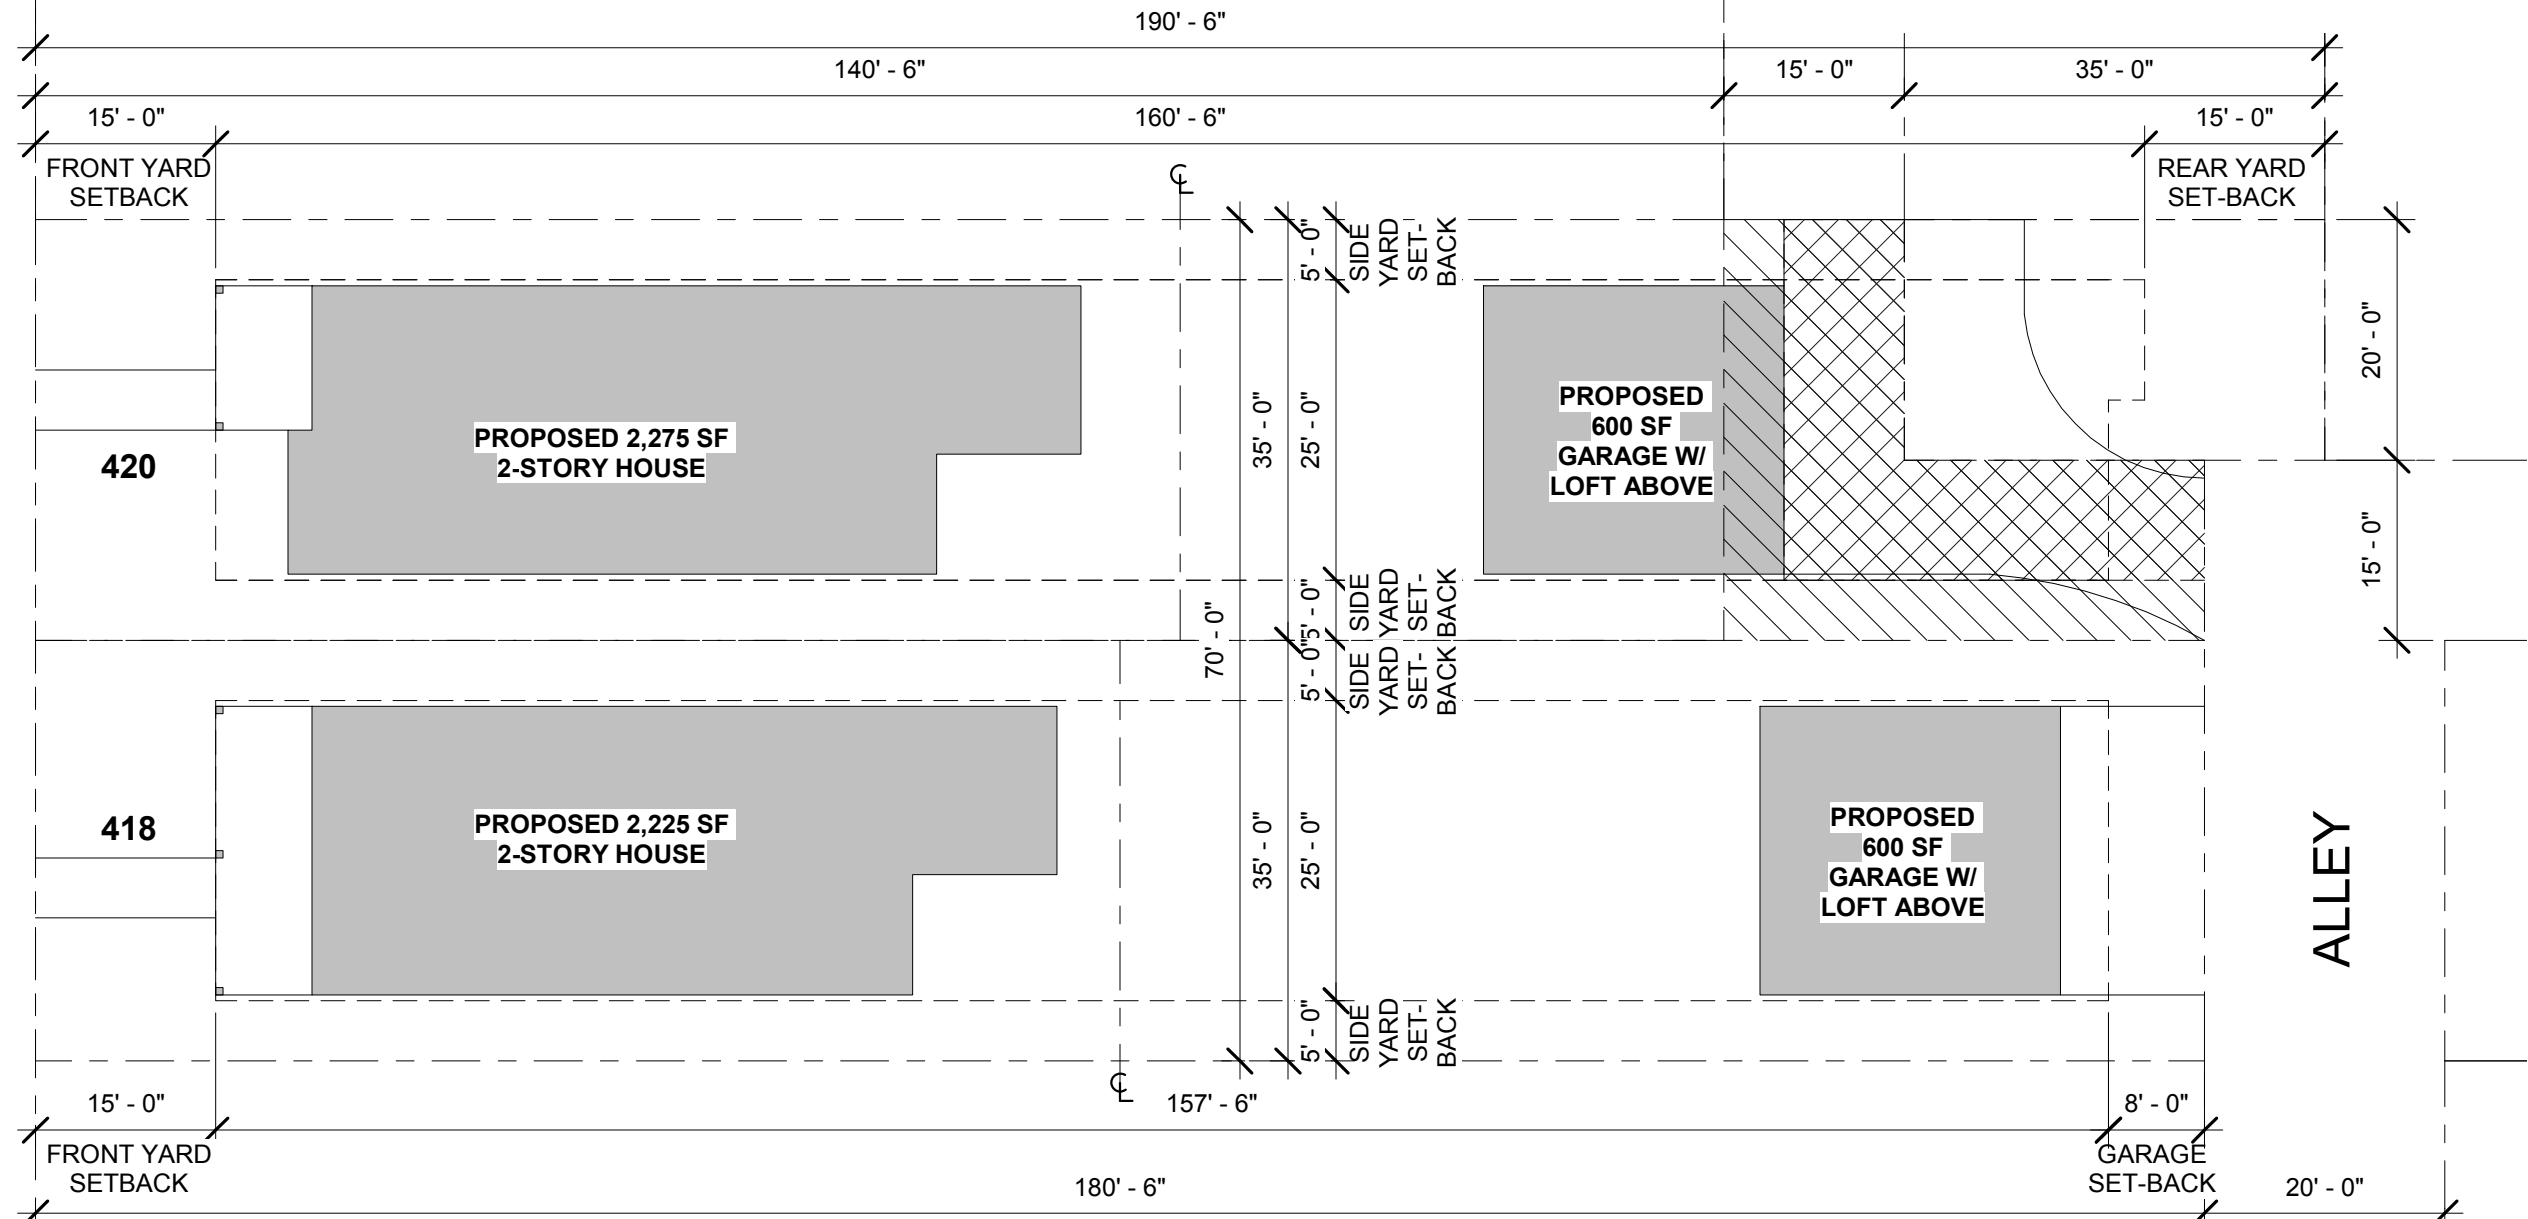 190' - 6"
140' - 6"
15' - 0"
35' - 0"
15' - 0"
160' - 6"
15' - 0"
FRONT YARD
SETBACK
REAR YARD
SET-BACK
℄
5' - 0"
SIDE
YARD
SET-
BACK
20' - 0"
PROPOSED
600 SF
GARAGE W/
LOFT ABOVE
35' - 0"
25' - 0"
PROPOSED 2,275 SF
2-STORY HOUSE
420
15' - 0"
5' - 0"
SIDE
YARD
SET-
BACK
70' - 0"
5' - 0"
SIDE
YARD
SET-
BACK
418
PROPOSED 2,225 SF
2-STORY HOUSE
35' - 0"
25' - 0"
PROPOSED
600 SF
GARAGE W/
LOFT ABOVE
ALLEY
5' - 0"
SIDE
YARD
SET-
BACK
℄
15' - 0"
157' - 6"
8' - 0"
FRONT YARD
SETBACK
GARAGE
SET-BACK
180' - 6"
20' - 0"